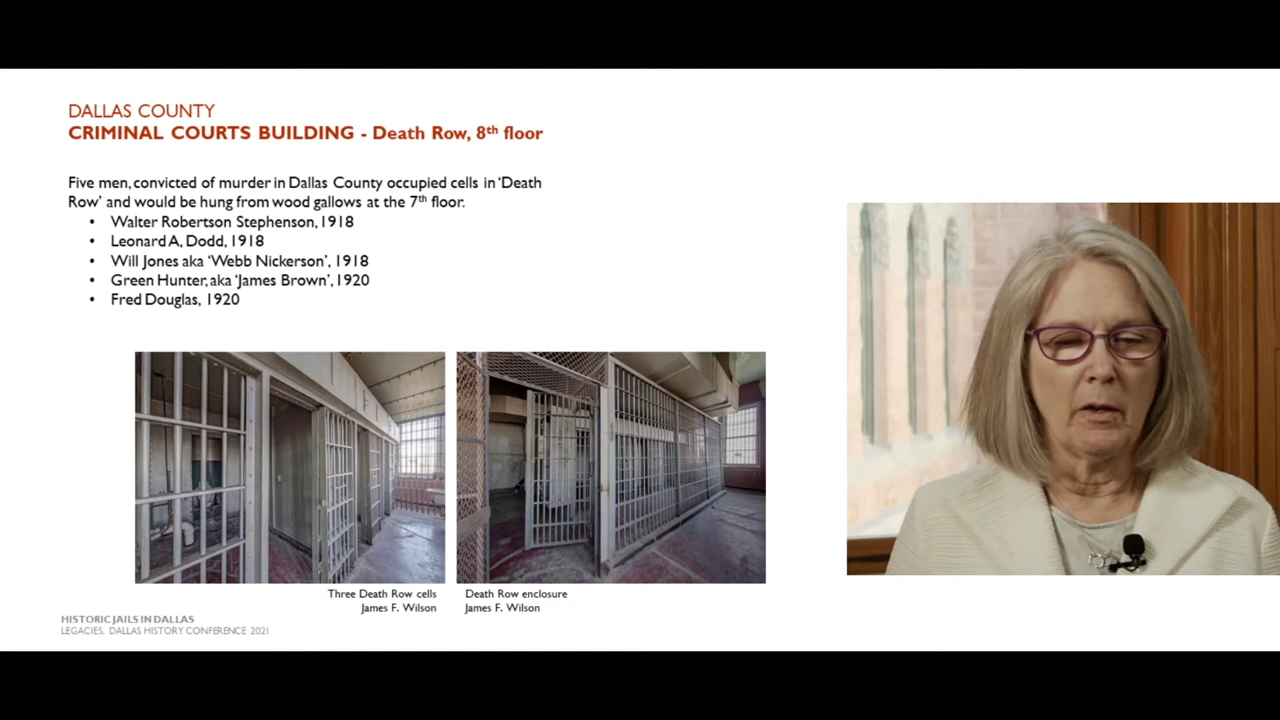 DALLAS COUNTY
CRIMINAL COURTS BUILDING - Death Row, 8th floor
Five men, convicted of murder in Dallas County occupied cells in ‘Death
Row’ and would be hung from wood gallows at the 7th floor.
• Walter Robertson Stephenson, 1918
• Leonard A, Dodd, 1918
• Will Jones aka ‘Webb Nickerson’, 1918
• Green Hunter, aka ‘James Brown’, 1920
• Fred Douglas, 1920
Three Death Row cells
James F. Wilson
Death Row enclosure
James F. Wilson
HISTORIC JAILS IN DALLAS
LEGACIES, DALLAS HISTORY CONFERENCE 2021